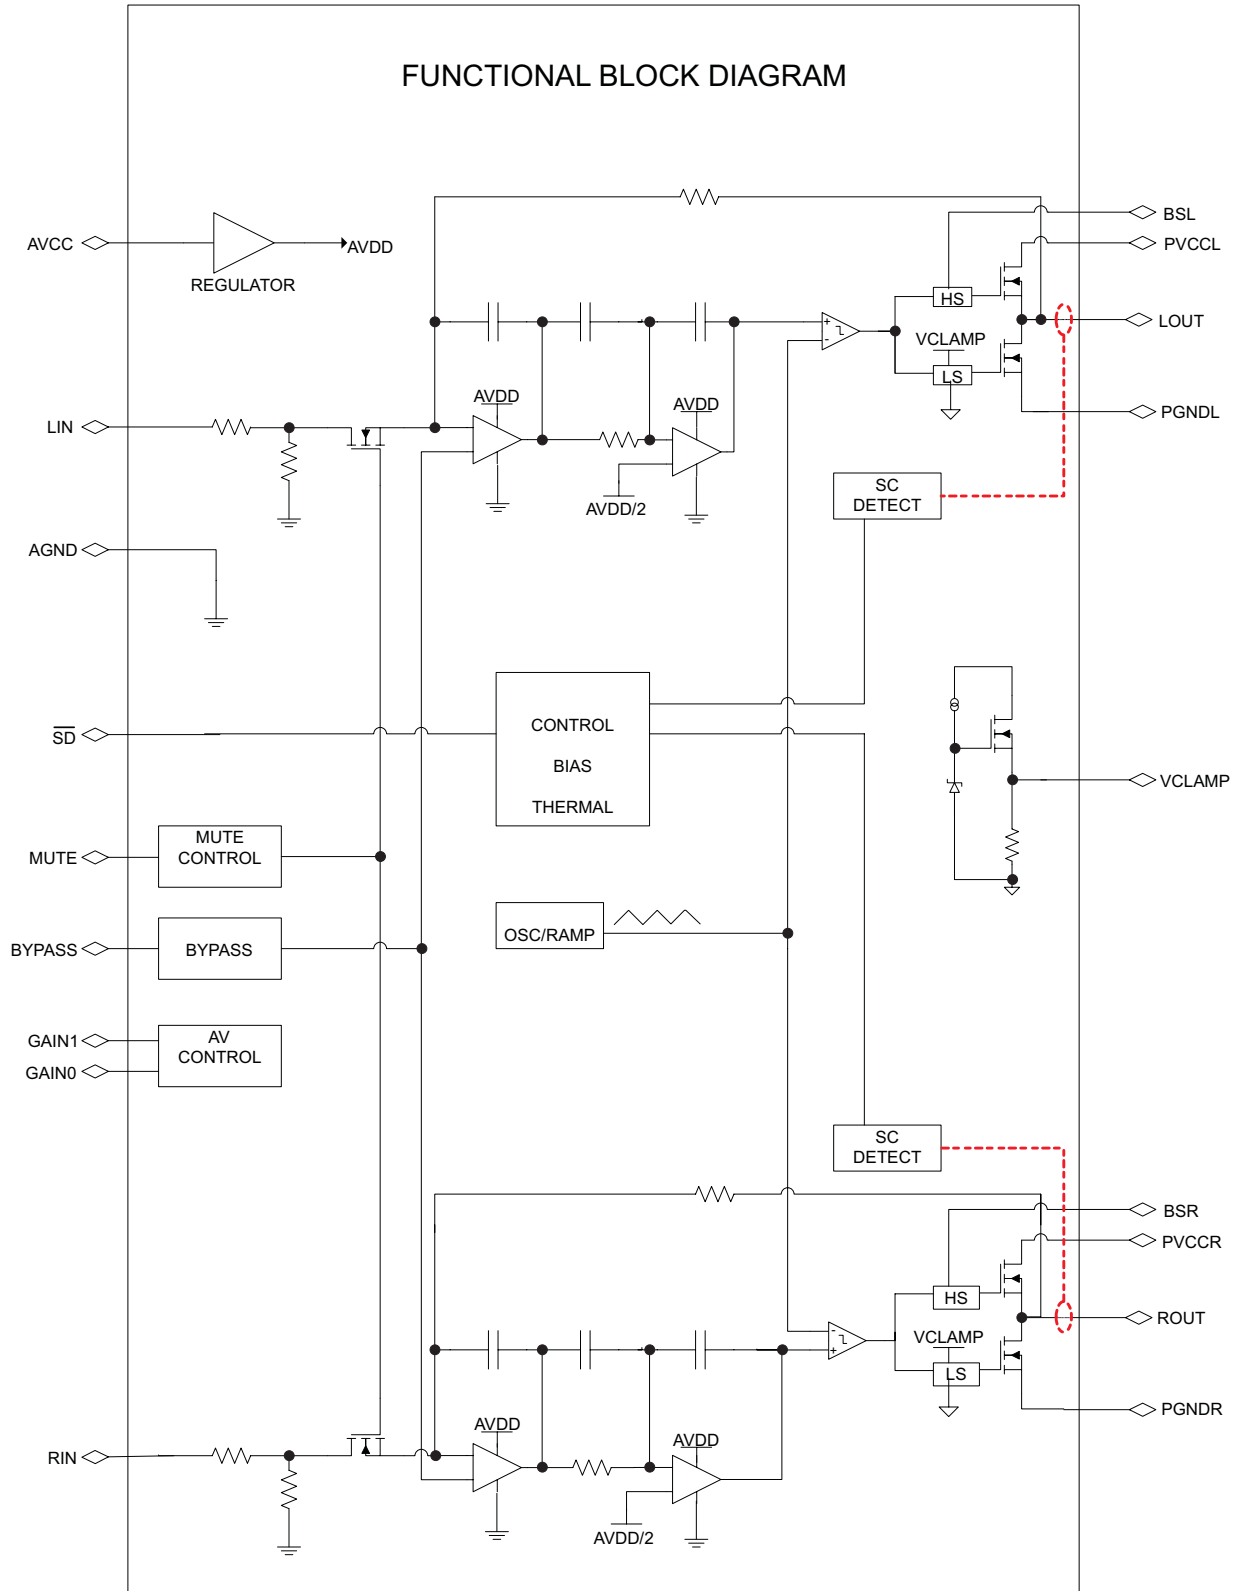 FUNCTIONAL BLOCK DIAGRAM
BSL
AVCC
AVDD
PVCCL
REGULATOR
HS
LOUT
+
-
VCLAMP
LS
AVDD
AVDD
PGNDL
LIN
SC
DETECT
AVDD/2
AGND
SD
CONTROL
BIAS
THERMAL
VCLAMP
MUTE
MUTE
CONTROL
OSC/RAMP
BYPASS
BYPASS
GAIN1
GAIN0
AV
CONTROL
SC
DETECT
BSR
PVCCR
HS
ROUT
-
+
VCLAMP
LS
PGNDR
AVDD
AVDD
RIN
AVDD/2